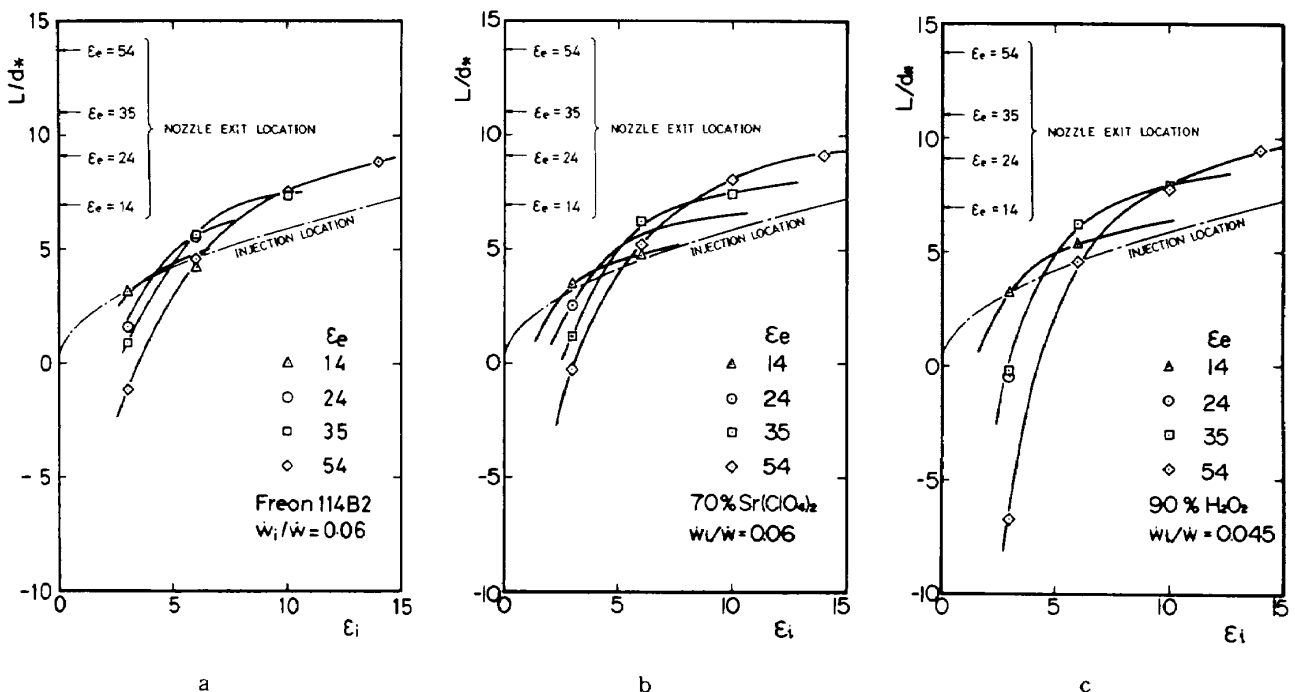 15
10
5
0
-5
-10
L/d*
εe = 54
εe = 35
εe = 24
εe = 14
NOZZLE EXIT LOCATION
INJECTION LOCATION
εe
△ 14
○ 24
□ 35
◇ 54
Freon 114B2
ẇi/ẇ = 0.06
0 5 10 15
εi
a
15
10
5
0
-5
-10
L/d*
εe = 54
εe = 35
εe = 24
εe = 14
NOZZLE EXIT LOCATION
INJECTION LOCATION
εe
△ 14
⊙ 24
⊡ 35
◇ 54
70% Sr(ClO4)2
ẇi/ẇ = 0.06
0 5 10 15
εi
b
15
10
5
0
-5
-10
L/d*
εe = 54
εe = 35
εe = 24
εe = 14
NOZZLE EXIT LOCATION
INJECTION LOCATION
εe
△ 14
⊙ 24
⊡ 35
◇ 54
90% H2O2
ẇi/ẇ = 0.045
0 5 10 15
εi
c